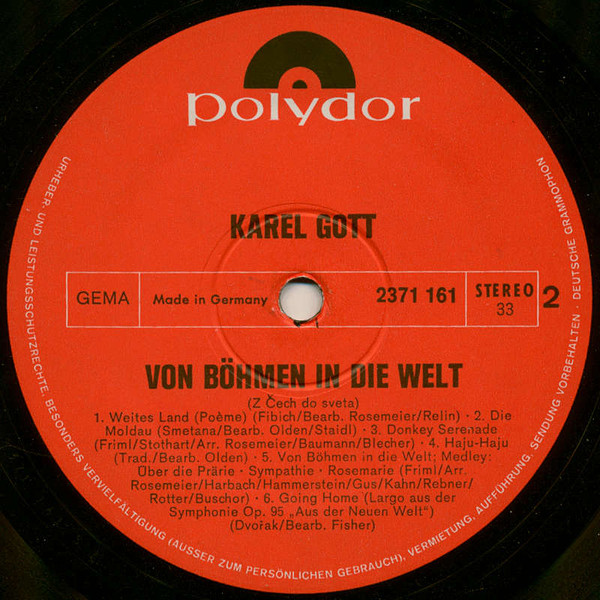 polydor
KAREL GOTT
GEMA
Made in Germany
2371 161
STEREO
33
2
VON BÖHMEN IN DIE WELT
(Z Čech do sveta)
1. Weites Land (Poème) (Fibich/Bearb. Rosemeier/Relin) · 2. Die
Moldau (Smetana/Bearb. Olden/Staidl) · 3. Donkey Serenade
(Friml/Stothart/Arr. Rosemeier/Baumann/Blecher) · 4. Haju-Haju
(Trad./Bearb. Olden) · 5. Von Böhmen in die Welt; Medley:
Über die Prärie · Sympathie · Rosemarie (Friml/Arr.
Rosemeier/Harbach/Hammerstein/Gus/Kahn/Rebner/
Rotter/Buschor) · 6. Going Home (Largo aus der
Symphonie Op. 95 „Aus der Neuen Welt")
(Dvořak/Bearb. Fisher)
URHEBER- UND LEISTUNGSSCHUTZRECHTE, BESONDERS VERVIELFÄLTIGUNG (AUSSER ZUM PERSÖNLICHEN GEBRAUCH), VERMIETUNG, AUFFÜHRUNG, SENDUNG VORBEHALTEN · DEUTSCHE GRAMMOPHON